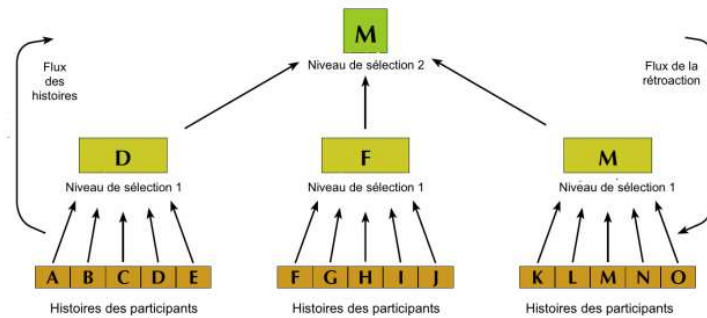 M
Niveau de sélection 2
Flux
des
histoires
Flux de la
rétroaction
D
F
M
Niveau de sélection 1
Niveau de sélection 1
Niveau de sélection 1
A B C D E
F G H I J
K L M N O
Histoires des participants
Histoires des participants
Histoires des participants